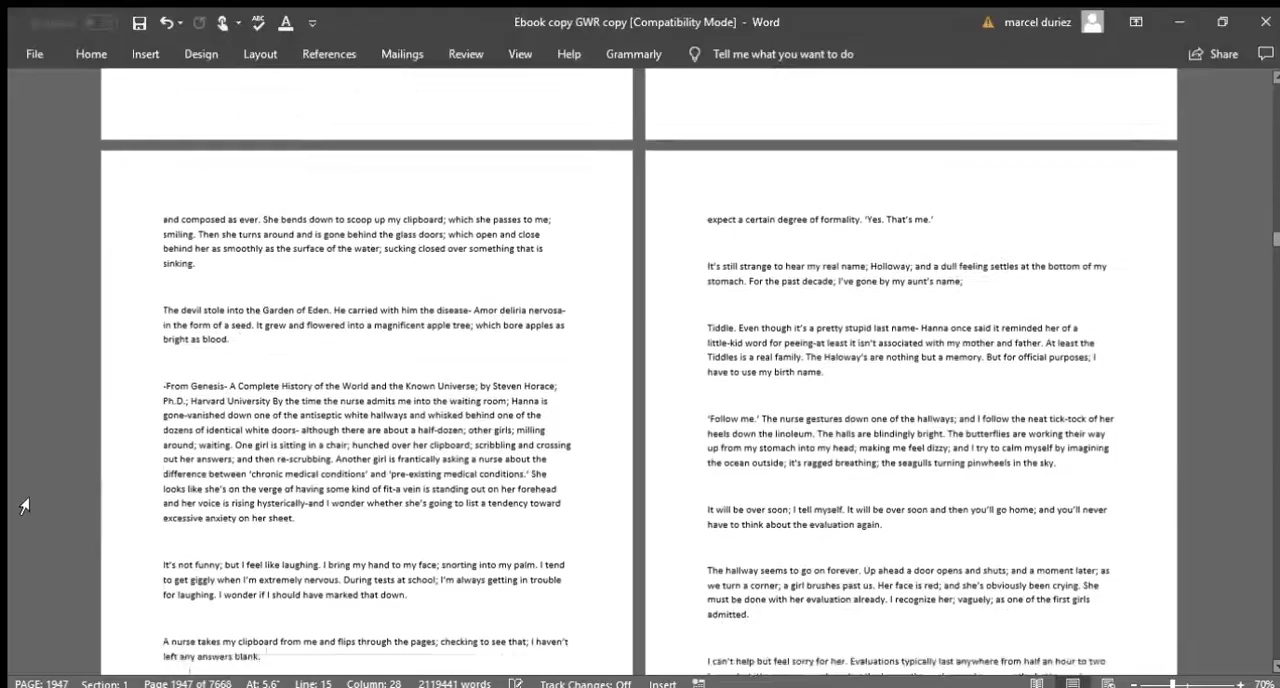 Ebook copy GWR copy [Compatibility Mode] - Word
marcel duriez
File Home Insert Design Layout References Mailings Review View Help Grammarly Tell me what you want to do Share
and composed as ever. She bends down to scoop up my clipboard; which she passes to me;
smiling. Then she turns around and is gone behind the glass doors; which open and close
behind her as smoothly as the surface of the water; sucking closed over something that is
sinking.
The devil stole into the Garden of Eden. He carried with him the disease- Amor deliria nervosa-
in the form of a seed. It grew and flowered into a magnificent apple tree; which bore apples as
bright as blood.
-From Genesis- A Complete History of the World and the Known Universe; by Steven Horace;
Ph.D.; Harvard University By the time the nurse admits me into the waiting room; Hanna is
gone-vanished down one of the antiseptic white hallways and whisked behind one of the
dozens of identical white doors- although there are about a half-dozen; other girls; milling
around; waiting. One girl is sitting in a chair; hunched over her clipboard; scribbling and crossing
out her answers; and then re-scrubbing. Another girl is frantically asking a nurse about the
difference between ‘chronic medical conditions’ and ‘pre-existing medical conditions.’ She
looks like she’s on the verge of having some kind of fit-a vein is standing out on her forehead
and her voice is rising hysterically-and I wonder whether she’s going to list a tendency toward
excessive anxiety on her sheet.
It’s not funny; but I feel like laughing. I bring my hand to my face; snorting into my palm. I tend
to get giggly when I’m extremely nervous. During tests at school; I’m always getting in trouble
for laughing. I wonder if I should have marked that down.
A nurse takes my clipboard from me and flips through the pages; checking to see that; I haven’t
left any answers blank.
expect a certain degree of formality. ‘Yes. That’s me.’
It’s still strange to hear my real name; Holloway; and a dull feeling settles at the bottom of my
stomach. For the past decade; I’ve gone by my aunt’s name;
Tiddle. Even though it’s a pretty stupid last name- Hanna once said it reminded her of a
little-kid word for peeing-at least it isn’t associated with my mother and father. At least the
Tiddles is a real family. The Haloway’s are nothing but a memory. But for official purposes; I
have to use my birth name.
‘Follow me.’ The nurse gestures down one of the hallways; and I follow the neat tick-tock of her
heels down the linoleum. The halls are blindingly bright. The butterflies are working their way
up from my stomach into my head; making me feel dizzy; and I try to calm myself by imagining
the ocean outside; it’s ragged breathing; the seagulls turning pinwheels in the sky.
It will be over soon; I tell myself. It will be over soon and then you’ll go home; and you’ll never
have to think about the evaluation again.
The hallway seems to go on forever. Up ahead a door opens and shuts; and a moment later; as
we turn a corner; a girl brushes past us. Her face is red; and she’s obviously been crying. She
must be done with her evaluation already. I recognize her; vaguely; as one of the first girls
admitted.
I can’t help but feel sorry for her. Evaluations typically last anywhere from half an hour to two
PAGE: 1947 Section: 1 Page 1947 of 7668 At: 5.6" Line: 15 Column: 28 2119441 words Track Changes: Off Insert 70%